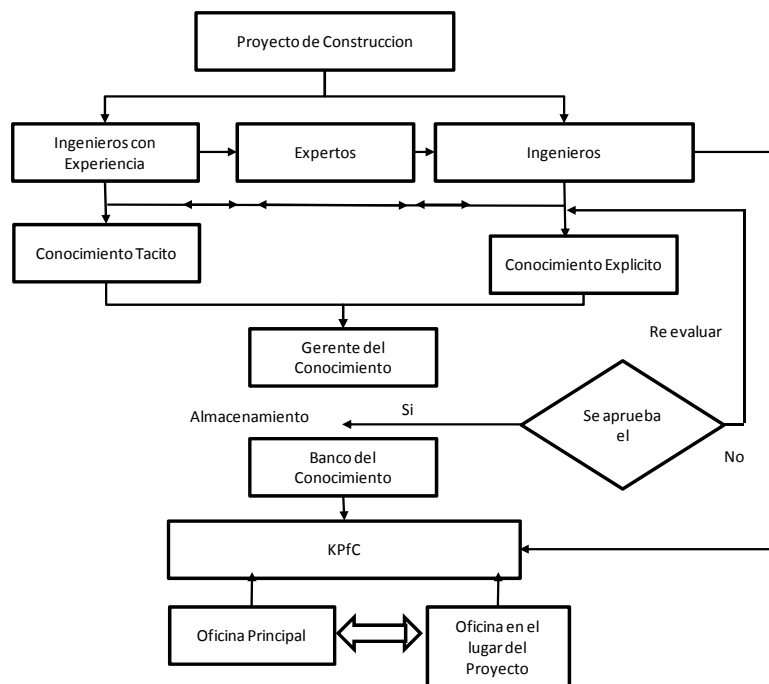 Proyecto de Construccion
Ingenieros con
Experiencia
Expertos
Ingenieros
Conocimiento Tacito
Conocimiento Explicito
Gerente del
Conocimiento
Re evaluar
Almacenamiento
Si
Se aprueba
el
No
Banco del
Conocimiento
KPfC
Oficina Principal
Oficina en el
lugar del
Proyecto